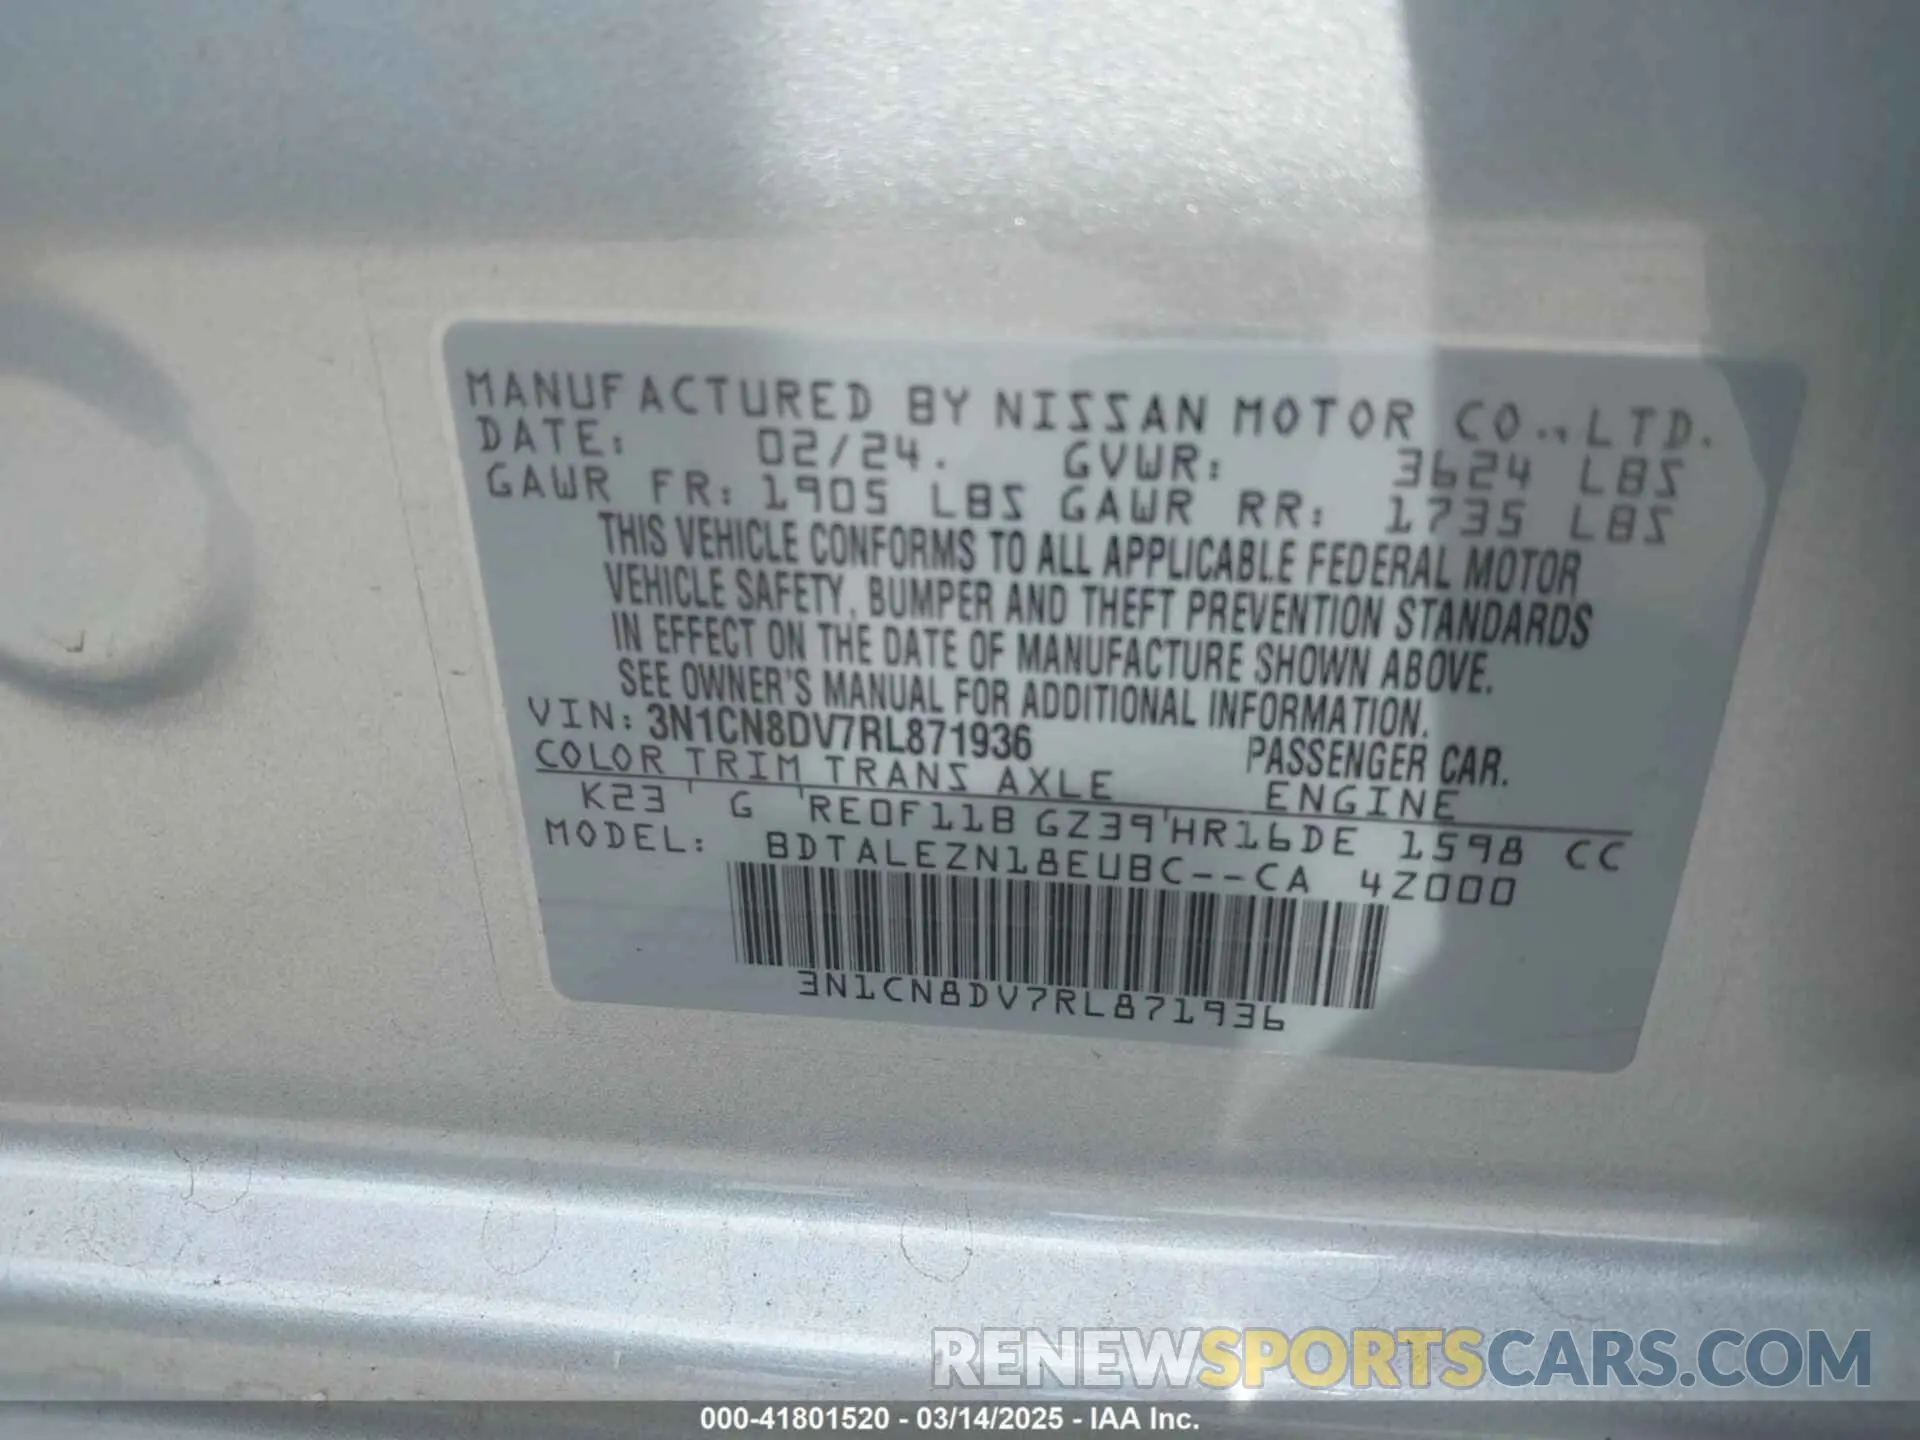 MANUFACTURED BY NISSAN MOTOR CO., LTD.
DATE: 02/24. GVWR: 3624 LBS
GAWR FR: 1905 LBS GAWR RR: 1735 LBS
THIS VEHICLE CONFORMS TO ALL APPLICABLE FEDERAL MOTOR
VEHICLE SAFETY, BUMPER AND THEFT PREVENTION STANDARDS
IN EFFECT ON THE DATE OF MANUFACTURE SHOWN ABOVE.
SEE OWNER'S MANUAL FOR ADDITIONAL INFORMATION.
VIN: 3N1CN8DV7RL871936 PASSENGER CAR.
COLOR TRIM TRANS AXLE ENGINE
K23 G RE0F11B GZ39 HR16DE 1598 CC
MODEL: BDTALEZN18EUBC--CA 4Z000
3N1CN8DV7RL871936
RENEWSPORTSCARS.COM
000-41801520 - 03/14/2025 - IAA Inc.